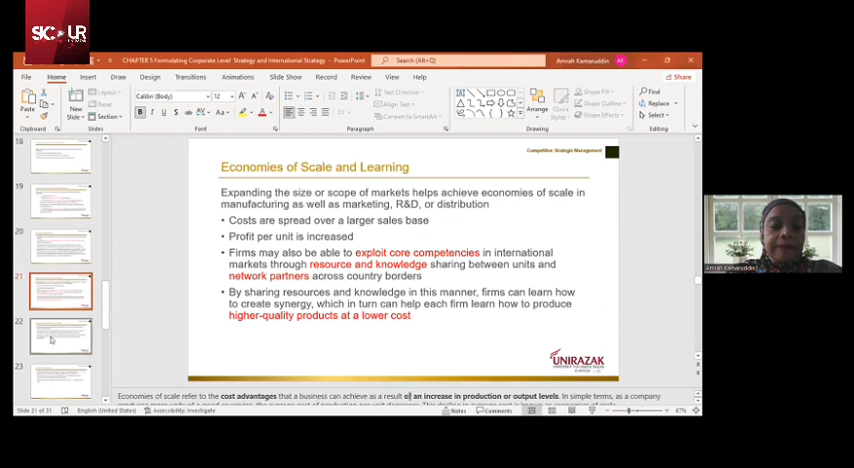 SIC UR
CHAPTER 5 Formulating Corporate Level Strategy and International Strategy - PowerPoint
Search (Alt+Q)
Amrah Kamaruddin
AK
File Home Insert Draw Design Transitions Animations Slide Show Record Review View Help
Share
Paste
New
Slide
Layout
Reset
Section
Calibri (Body)
12
B I U S ab AV Aa
Text Direction
Align Text
Convert to SmartArt
Arrange
Quick
Styles
Shape Fill
Shape Outline
Shape Effects
Find
Replace
Select
Clipboard
Slides
Font
Paragraph
Drawing
Editing
18
19
20
21
22
23
Competitive Strategic Management
Economies of Scale and Learning
Expanding the size or scope of markets helps achieve economies of scale in
manufacturing as well as marketing, R&D, or distribution
• Costs are spread over a larger sales base
• Profit per unit is increased
• Firms may also be able to exploit core competencies in international
markets through resource and knowledge sharing between units and
network partners across country borders
• By sharing resources and knowledge in this manner, firms can learn how
to create synergy, which in turn can help each firm learn how to produce
higher-quality products at a lower cost
UNIRAZAK
Economies of scale refer to the cost advantages that a business can achieve as a result of an increase in production or output levels. In simple terms, as a company
Slide 21 of 31
English (United States)
Accessibility: Investigate
Notes
Comments
67%
Amrah Kamaruddin